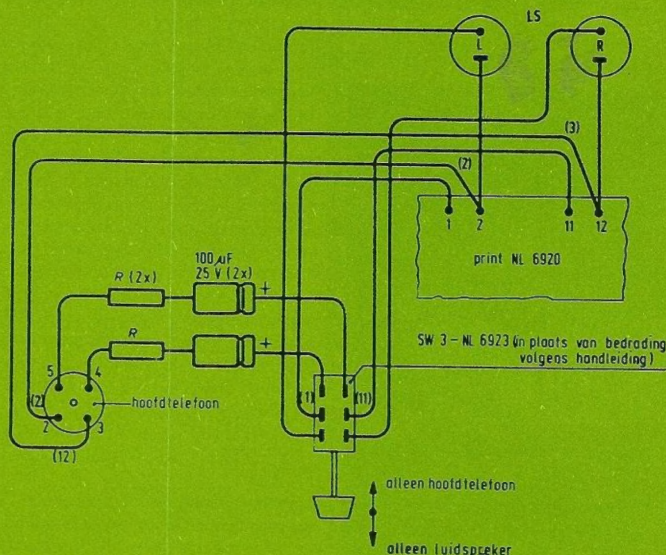 LS
L
R
(3)
(2)
1 2 11 12
print NL 6920
100 µF
25 V (2x)
R (2x)
+
R
+
SW 3 - NL 6923 (in plaats van bedrading
volgens handleiding)
5 4
(2)
hoofdtelefoon
(1) (11)
2 3
(12)
alleen hoofdtelefoon
alleen luidspreker